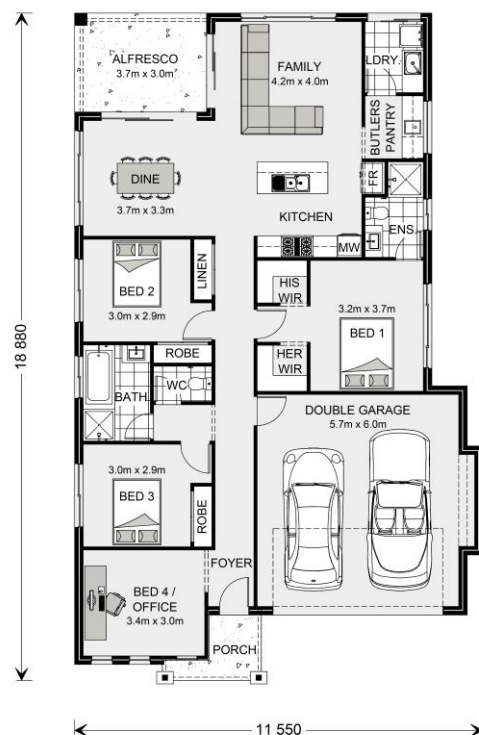 ALFRESCO
3.7m x 3.0m
FAMILY
4.2m x 4.0m
LDRY.
BUTLERS
PANTRY
DINE
3.7m x 3.3m
KITCHEN
FR
ENS.
MW
BED 2
3.0m x 2.9m
LINEN
HIS
WIR
3.2m x 3.7m
BED 1
ROBE
HER
WIR
WC
BATH.
DOUBLE GARAGE
5.7m x 6.0m
3.0m x 2.9m
BED 3
ROBE
FOYER
BED 4 /
OFFICE
3.4m x 3.0m
PORCH
18 880
11 550